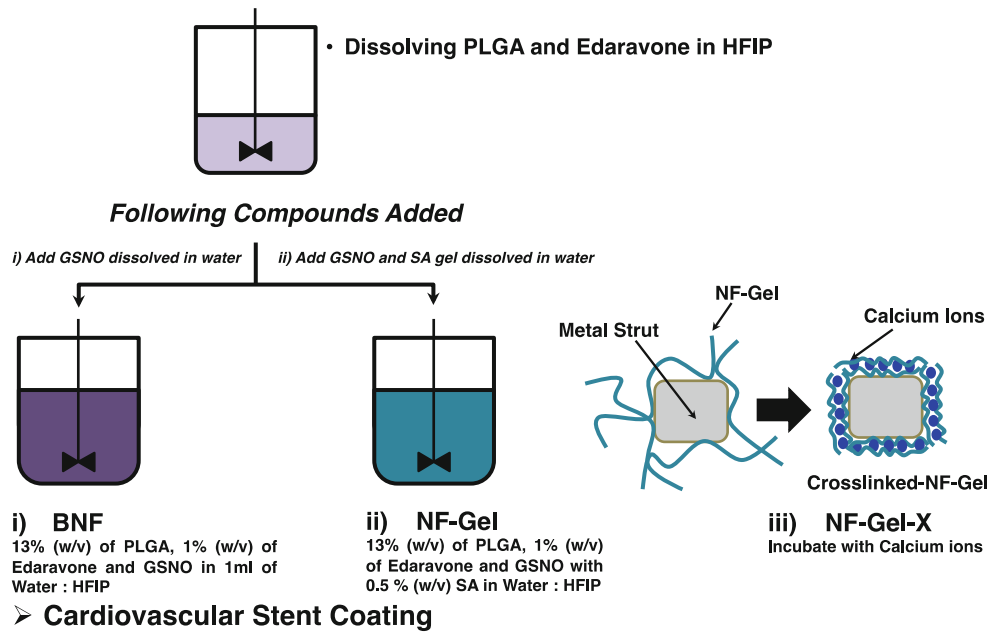 • Dissolving PLGA and Edaravone in HFIP
Following Compounds Added
i) Add GSNO dissolved in water
ii) Add GSNO and SA gel dissolved in water
NF-Gel
Metal Strut
Calcium Ions
Crosslinked-NF-Gel
i) BNF
13% (w/v) of PLGA, 1% (w/v) of
Edaravone and GSNO in 1ml of
Water : HFIP
ii) NF-Gel
13% (w/v) of PLGA, 1% (w/v)
of Edaravone and GSNO with
0.5 % (w/v) SA in Water : HFIP
iii) NF-Gel-X
Incubate with Calcium ions
➢ Cardiovascular Stent Coating